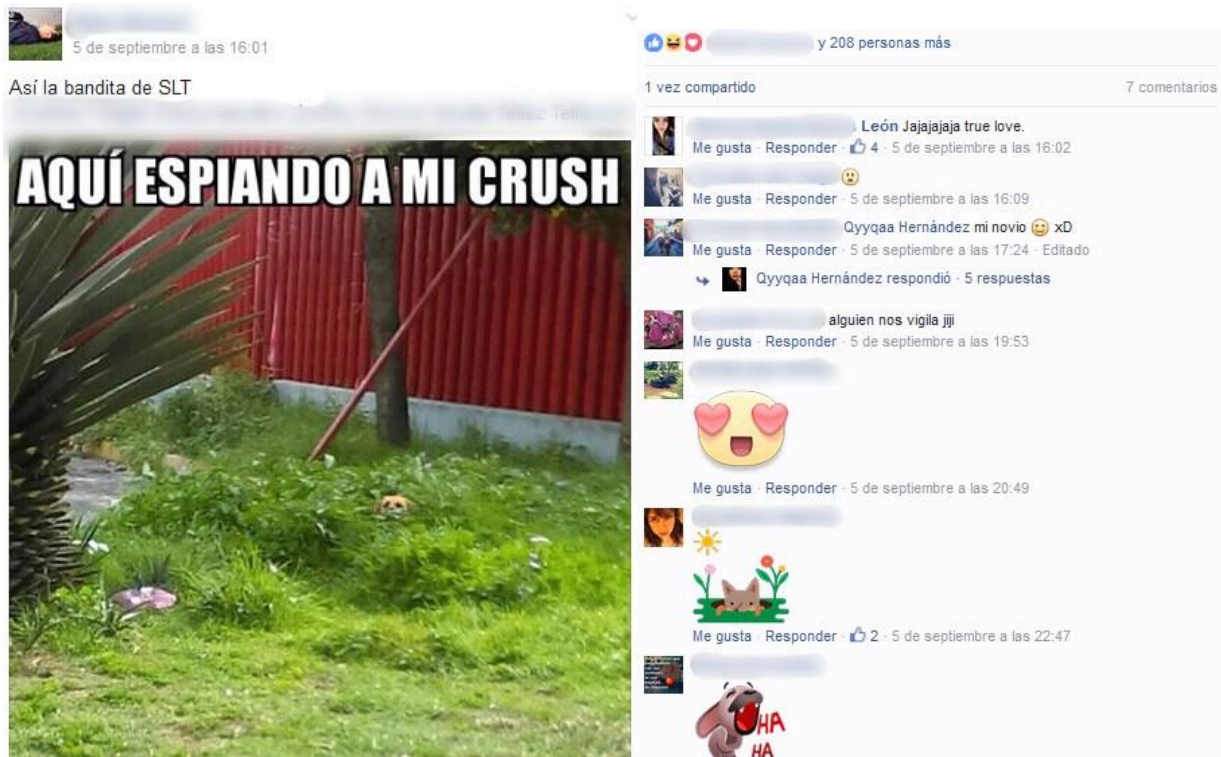 5 de septiembre a las 16:01
Así la bandita de SLT
AQUÍ ESPIANDO A MI CRUSH
y 208 personas más
1 vez compartido 7 comentarios
León Jajajajaja true love.
Me gusta · Responder · 4 · 5 de septiembre a las 16:02
Me gusta · Responder · 5 de septiembre a las 16:09
Qyyqaa Hernández mi novio xD
Me gusta · Responder · 5 de septiembre a las 17:24 · Editado
Qyyqaa Hernández respondió · 5 respuestas
alguien nos vigila jiji
Me gusta · Responder · 5 de septiembre a las 19:53
Me gusta · Responder · 5 de septiembre a las 20:49
Me gusta · Responder · 2 · 5 de septiembre a las 22:47
HA
HA